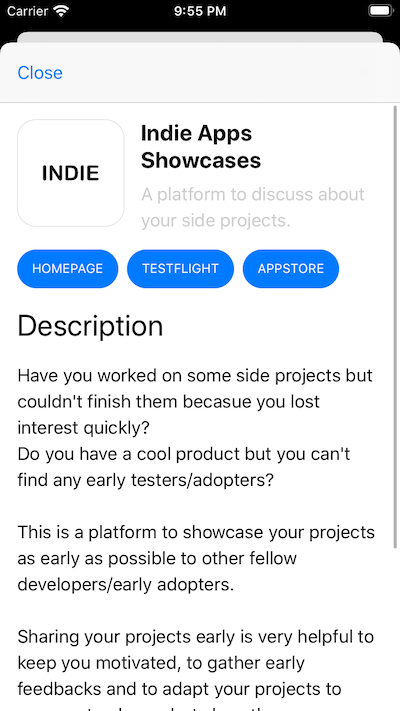 Carrier 9:55 PM
Close
INDIE
Indie Apps
Showcases
A platform to discuss about
your side projects.
HOMEPAGE TESTFLIGHT APPSTORE
Description
Have you worked on some side projects but
couldn't finish them becasue you lost
interest quickly?
Do you have a cool product but you can't
find any early testers/adopters?
This is a platform to showcase your projects
as early as possible to other fellow
developers/early adopters.
Sharing your projects early is very helpful to
keep you motivated, to gather early
feedbacks and to adapt your projects to